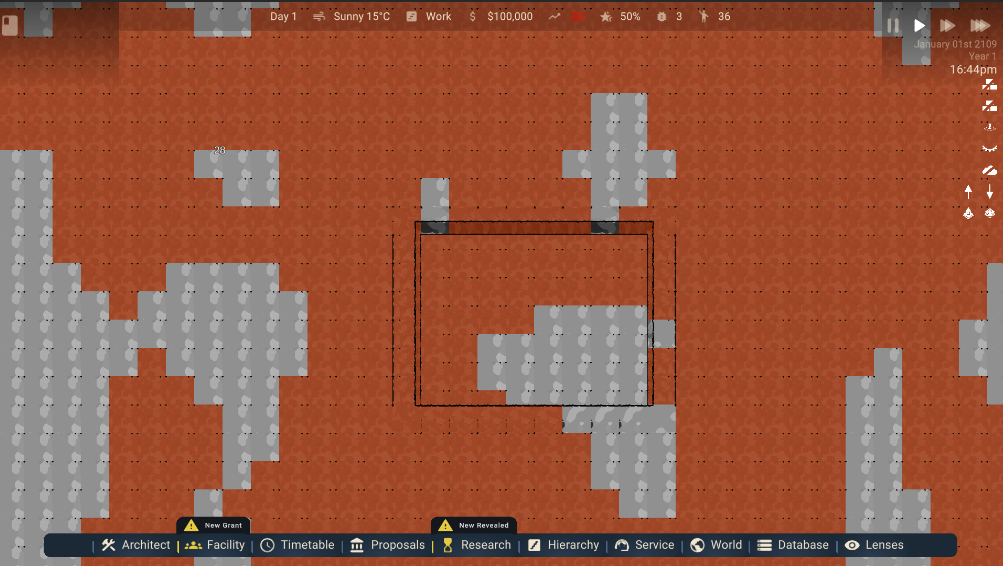 Day 1 Sunny 15°C Work $ $100,000 50% 3 36
January 01st 2109
Year 1
16:44pm
28
New Grant New Revealed
Architect Facility Timetable Proposals Research Hierarchy Service World Database Lenses